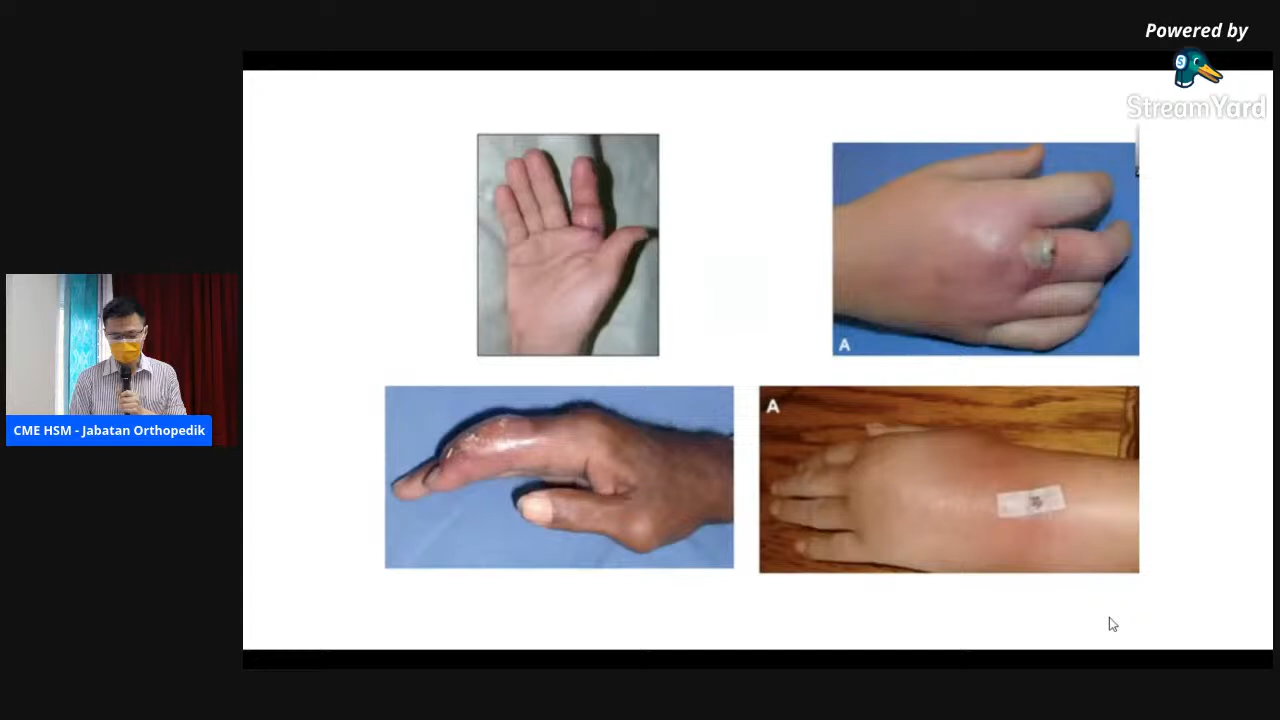 Powered by
S
StreamYard
A
A
CME HSM - Jabatan Orthopedik